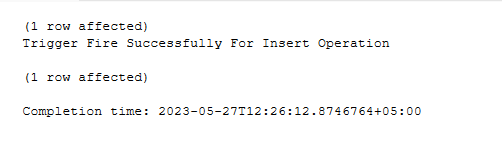 (1 row affected)
Trigger Fire Successfully For Insert Operation
(1 row affected)
Completion time: 2023-05-27T12:26:12.8746764+05:00